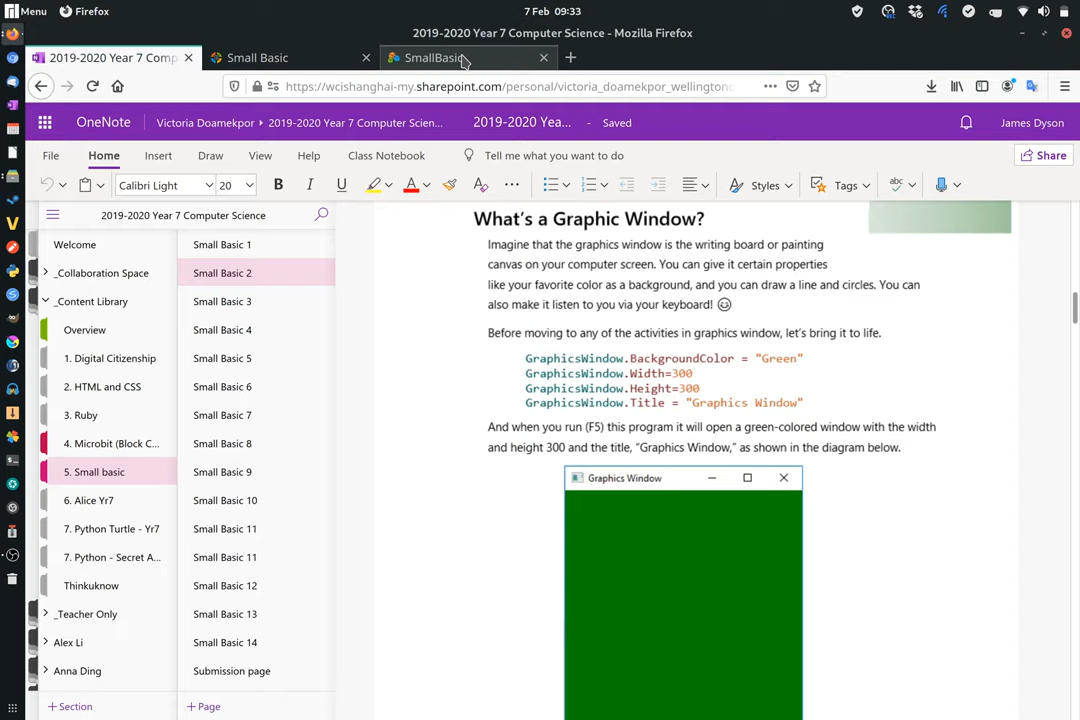 Menu Firefox 7 Feb 09:33
2019-2020 Year 7 Computer Science - Mozilla Firefox
2019-2020 Year 7 Computer Comp Small Basic SmallBasic
https://wcishanghai-my.sharepoint.com/personal/victoria_doamekpor_wellington
OneNote Victoria Doamekpor 2019-2020 Year 7 Computer Scien... 2019-2020 Yea... - Saved James Dyson
File Home Insert Draw View Help Class Notebook Tell me what you want to do Share
Calibri Light 20 B I U A A Styles Tags abc
2019-2020 Year 7 Computer Science
Welcome
_Collaboration Space
_Content Library
Overview
1. Digital Citizenship
2. HTML and CSS
3. Ruby
4. Microbit (Block C...
5. Small basic
6. Alice Yr7
7. Python Turtle - Yr7
7. Python - Secret A...
Thinkuknow
_Teacher Only
Alex Li
Anna Ding
+ Section
Small Basic 1
Small Basic 2
Small Basic 3
Small Basic 4
Small Basic 5
Small Basic 6
Small Basic 7
Small Basic 8
Small Basic 9
Small Basic 10
Small Basic 11
Small Basic 11
Small Basic 12
Small Basic 13
Small Basic 14
Submission page
+ Page
What's a Graphic Window?
Imagine that the graphics window is the writing board or painting
canvas on your computer screen. You can give it certain properties
like your favorite color as a background, and you can draw a line and circles. You can
also make it listen to you via your keyboard!
Before moving to any of the activities in graphics window, let's bring it to life.
GraphicsWindow.BackgroundColor = "Green"
GraphicsWindow.Width=300
GraphicsWindow.Height=300
GraphicsWindow.Title = "Graphics Window"
And when you run (F5) this program it will open a green-colored window with the width
and height 300 and the title, "Graphics Window," as shown in the diagram below.
Graphics Window